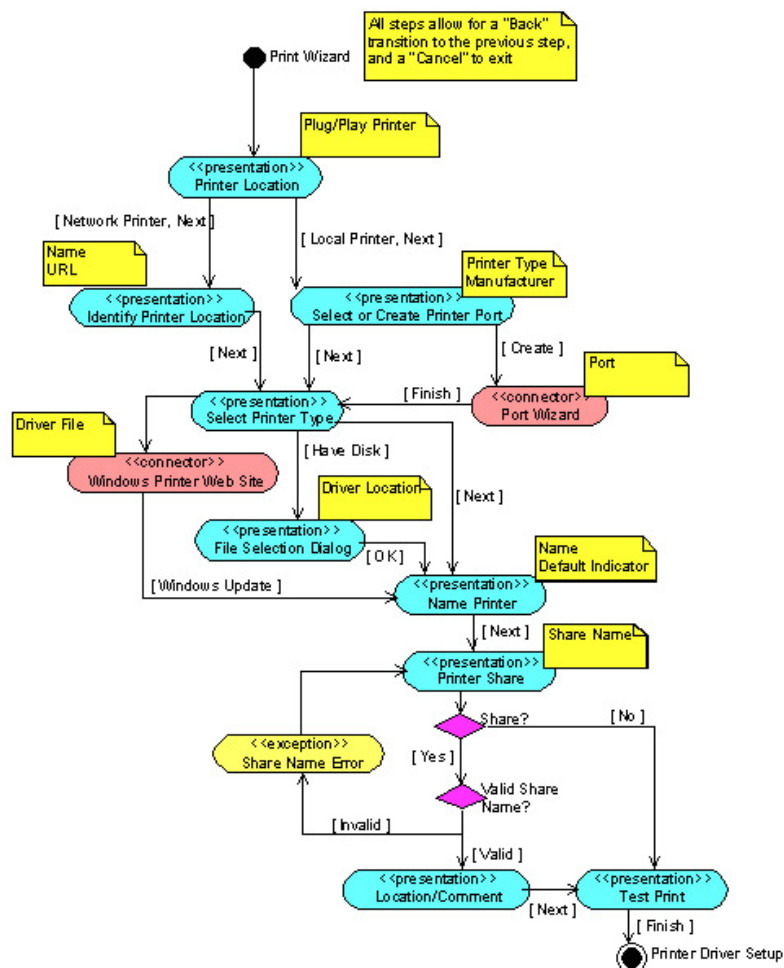 All steps allow for a "Back"
transition to the previous step,
and a "Cancel" to exit
Print Wizard
Plug/Play Printer
<<presentation>>
Printer Location
[ Network Printer, Next ]
[ Local Printer, Next ]
Name
URL
Printer Type
Manufacturer
<<presentation>>
Identify Printer Location
<<presentation>>
Select or Create Printer Port
[ Next ]
[ Next ]
[ Create ]
Port
[ Finish ]
<<presentation>>
Select Printer Type
<<connector>>
Port Wizard
Driver File
[ Have Disk ]
<<connector>>
Windows Printer Web Site
Driver Location
[ Next ]
<<presentation>>
File Selection Dialog
[ OK ]
Name
Default Indicator
[ Windows Update ]
<<presentation>>
Name Printer
[ Next ]
Share Name
<<presentation>>
Printer Share
Share?
[ No ]
<<exception>>
Share Name Error
[ Yes ]
Valid Share
Name?
[ Invalid ]
[ Valid ]
<<presentation>>
Location/Comment
[ Next ]
<<presentation>>
Test Print
[ Finish ]
Printer Driver Setup